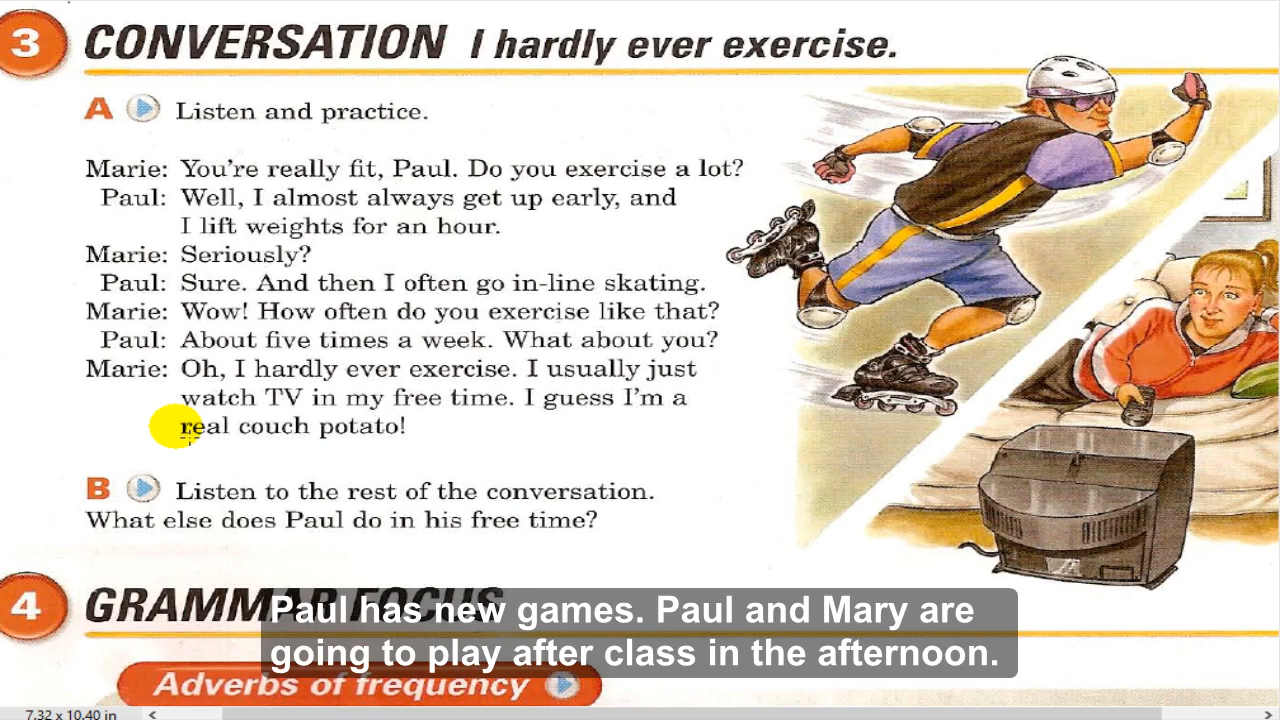 3 CONVERSATION I hardly ever exercise.
A Listen and practice.
Marie: You're really fit, Paul. Do you exercise a lot?
Paul: Well, I almost always get up early, and
I lift weights for an hour.
Marie: Seriously?
Paul: Sure. And then I often go in-line skating.
Marie: Wow! How often do you exercise like that?
Paul: About five times a week. What about you?
Marie: Oh, I hardly ever exercise. I usually just
watch TV in my free time. I guess I'm a
real couch potato!
B Listen to the rest of the conversation.
What else does Paul do in his free time?
4 GRAMMAR FOCUS
Paul has new games. Paul and Mary are
going to play after class in the afternoon.
Adverbs of frequency
7.32 x 10.40 in